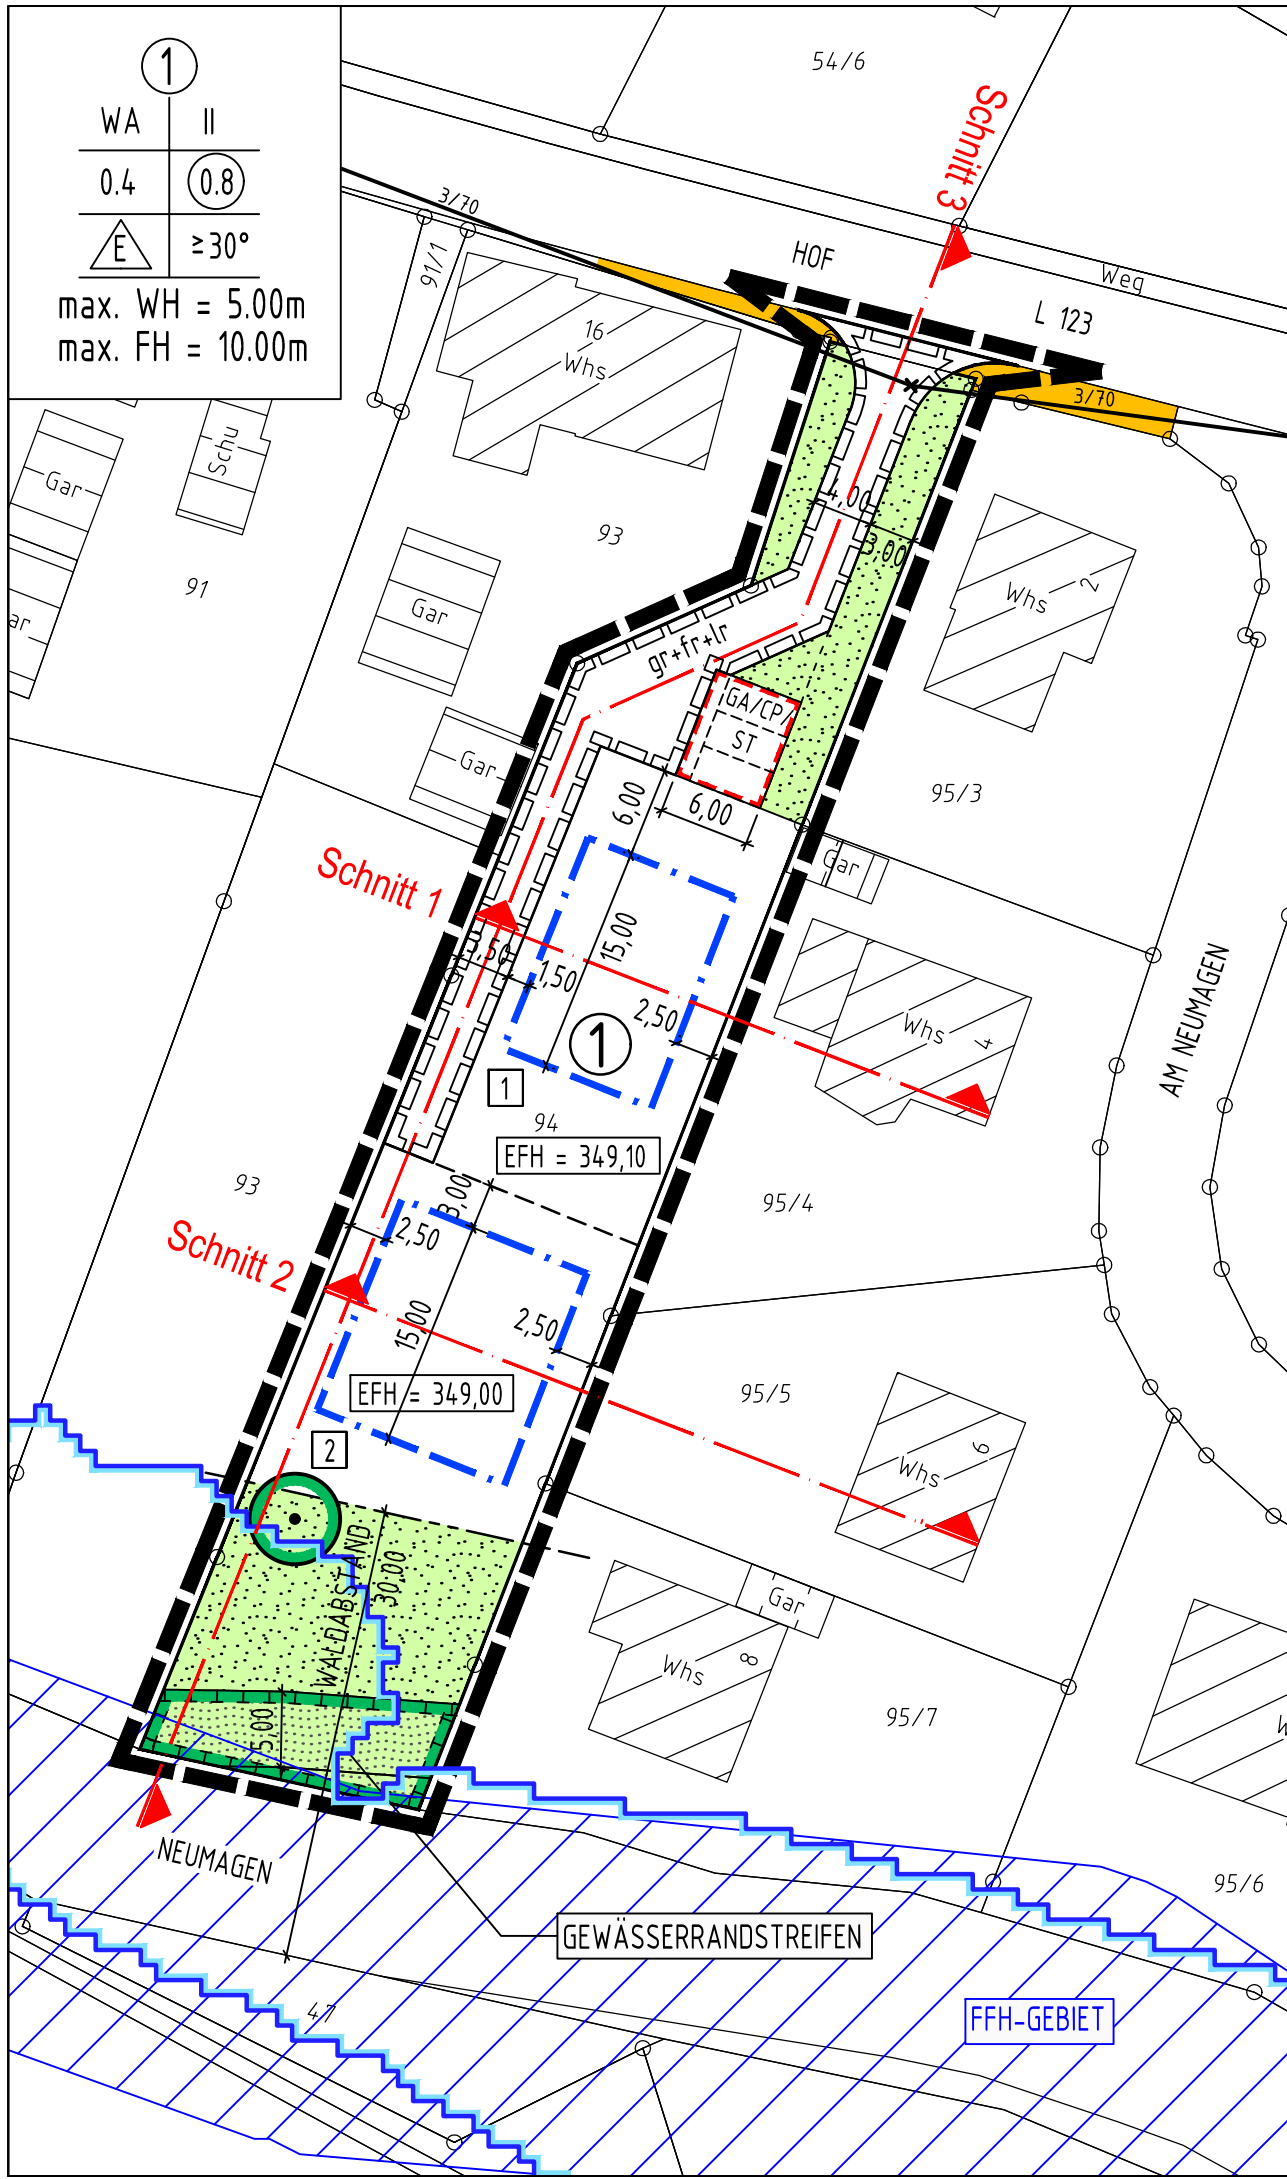 1
WA II
0.4 0.8
E ≥30°
max. WH = 5.00m
max. FH = 10.00m
54/6
Schnitt 3
3/70
HOF
Weg
91/1
L 123
16
Whs
3/70
Schu
Gar
4,00
93
3,00
91
Whs 2
Gar
ar
gr+fr+lr
GA/CP/
ST
Gar
95/3
6,00
6,00
Gar
Schnitt 1
15,00
3,50
1,50
2,50
AM NEUMAGEN
1
Whs 4
1
94
EFH = 349,10
93
3,00
95/4
2,50
Schnitt 2
15,00
2,50
EFH = 349,00
95/5
2
Whs 6
WALDABSTAND
30,00
Gar
Whs 8
5,00
95/7
W
NEUMAGEN
95/6
GEWÄSSERRANDSTREIFEN
47
FFH-GEBIET